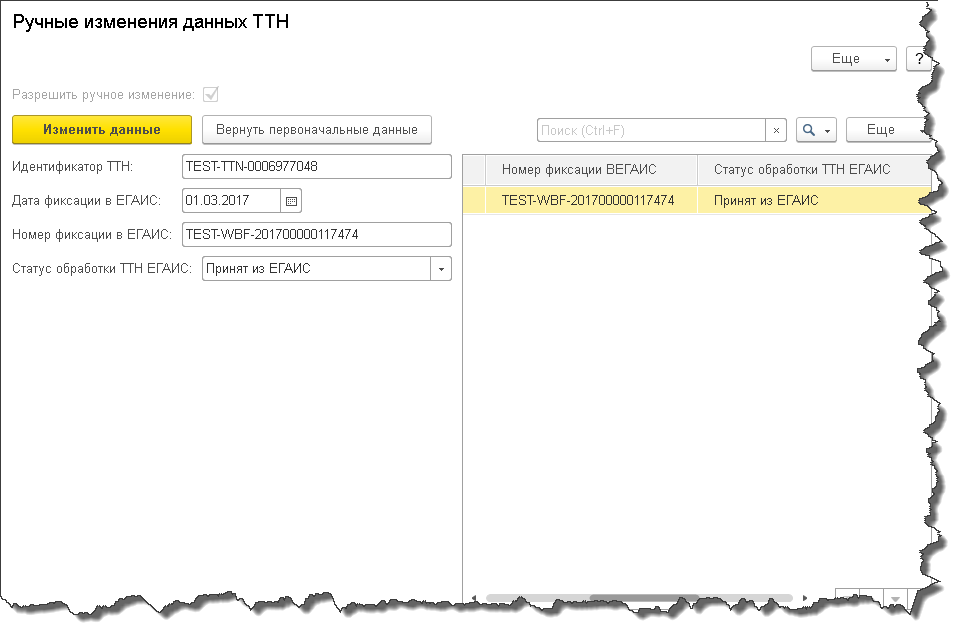 Ручные изменения данных ТТН
Еще ?
Разрешить ручное изменение:
Изменить данные Вернуть первоначальные данные Поиск (Ctrl+F) × Еще
Идентификатор ТТН: TEST-TTN-0006977048
Номер фиксации ВЕГАИС Статус обработки ТТН ЕГАИС
Дата фиксации в ЕГАИС: 01.03.2017
TEST-WBF-201700000117474 Принят из ЕГАИС
Номер фиксации в ЕГАИС: TEST-WBF-201700000117474
Статус обработки ТТН ЕГАИС: Принят из ЕГАИС